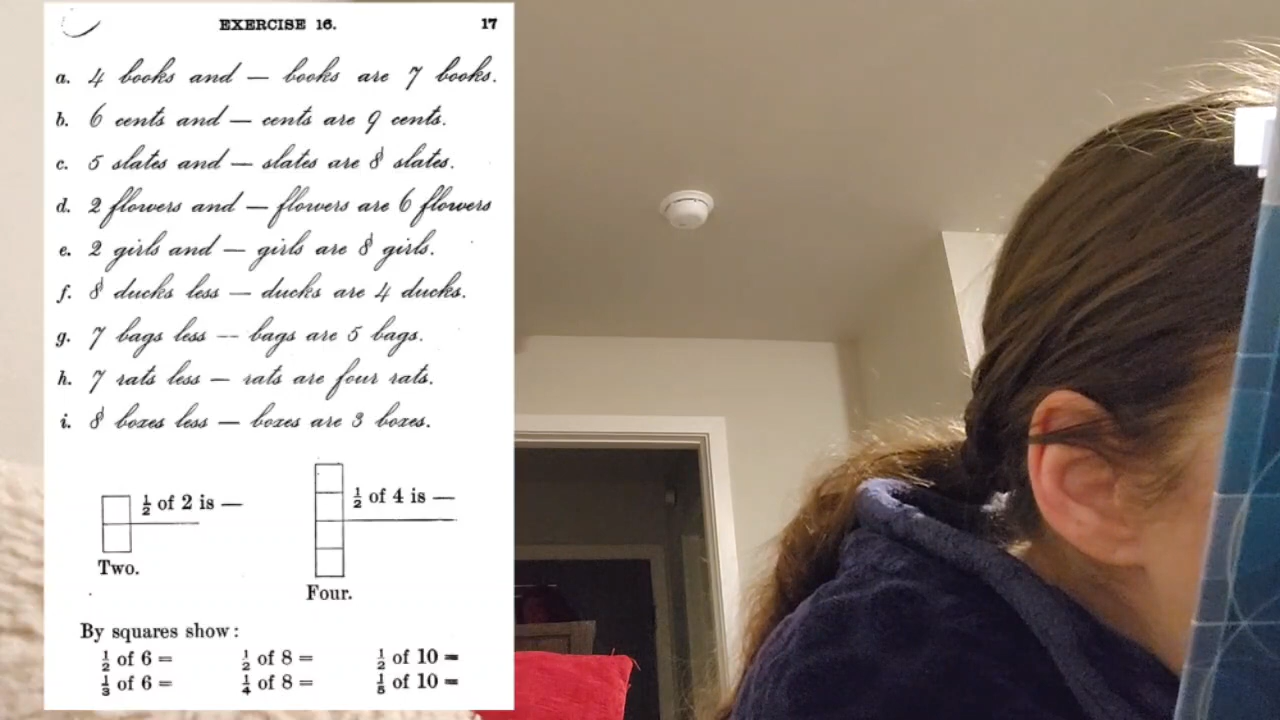 EXERCISE 16. 17
a. 4 books and — books are 7 books.
b. 6 cents and — cents are 9 cents.
c. 5 slates and — slates are 8 slates.
d. 2 flowers and — flowers are 6 flowers
e. 2 girls and — girls are 8 girls.
f. 8 ducks less — ducks are 4 ducks.
g. 7 bags less -- bags are 5 bags.
h. 7 rats less — rats are four rats.
i. 8 boxes less — boxes are 3 boxes.
½ of 2 is —
Two.
½ of 4 is —
Four.
By squares show:
½ of 6 = ½ of 8 = ½ of 10 =
⅓ of 6 = ¼ of 8 = ⅕ of 10 =